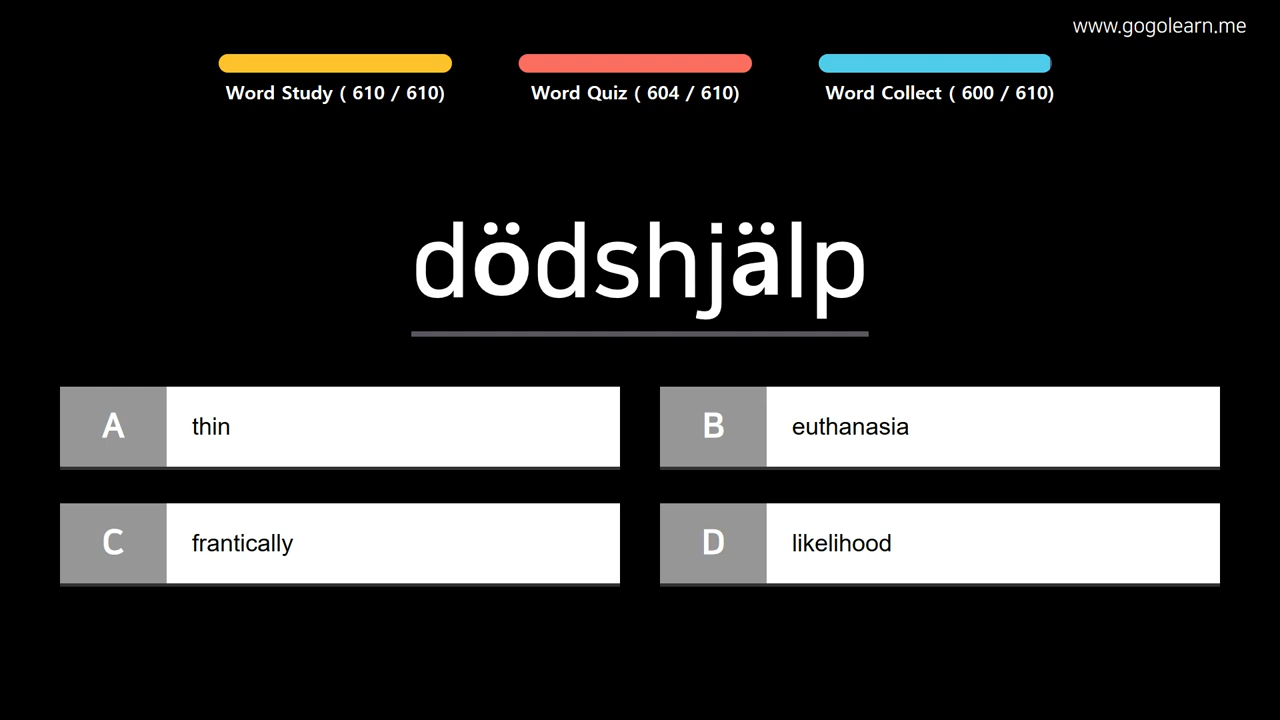 www.gogolearn.me
Word Study ( 610 / 610)
Word Quiz ( 604 / 610)
Word Collect ( 600 / 610)
dödshjälp
A thin
B euthanasia
C frantically
D likelihood